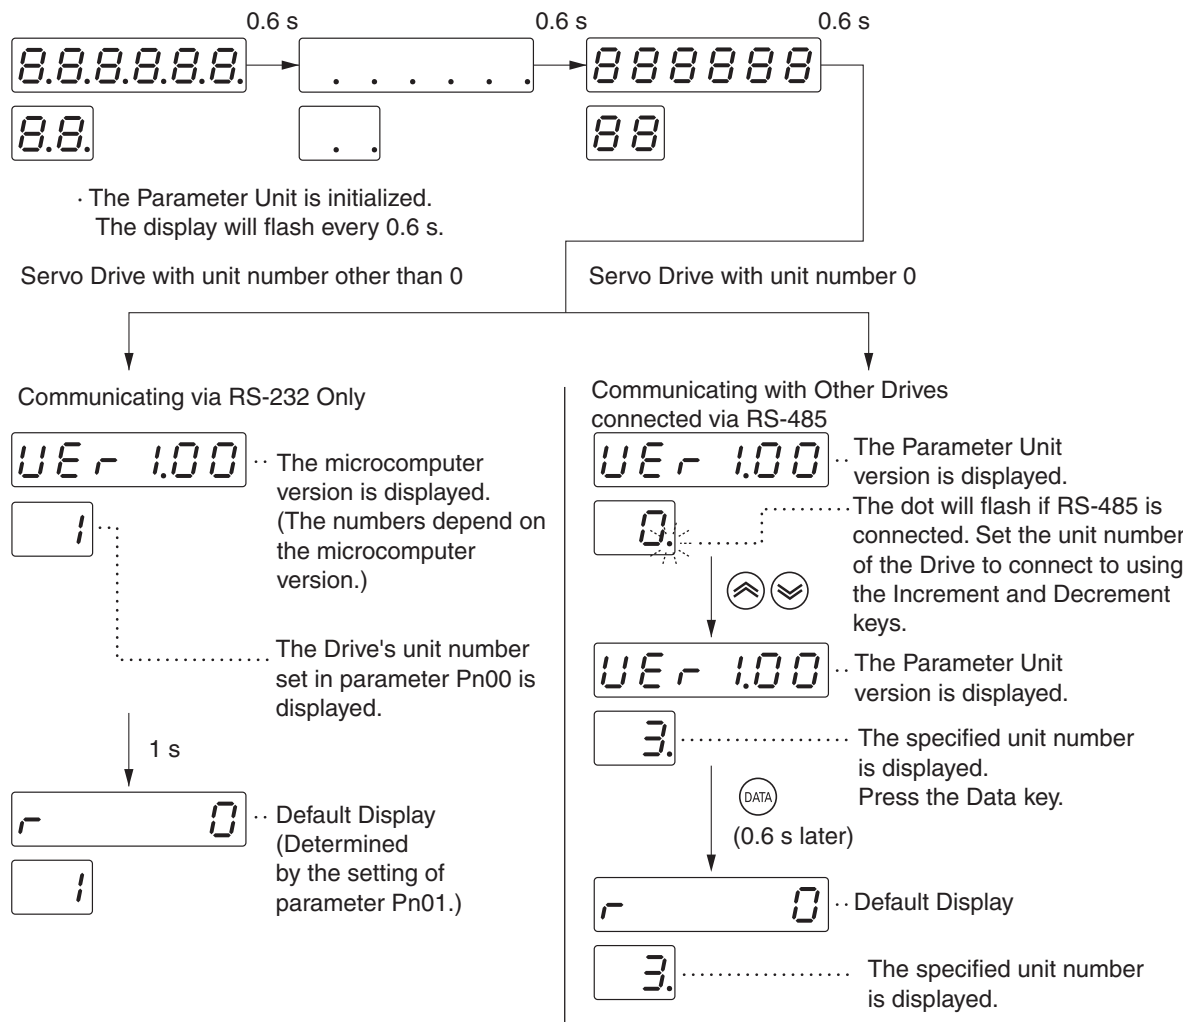 0.6 s 0.6 s 0.6 s
8.8.8.8.8.8. . . . . . . 888888
8.8. . . 88
· The Parameter Unit is initialized.
The display will flash every 0.6 s.
Servo Drive with unit number other than 0
Servo Drive with unit number 0
Communicating via RS-232 Only
UEr 1.00
The microcomputer
version is displayed.
(The numbers depend on
the microcomputer
version.)
1
The Drive's unit number
set in parameter Pn00 is
displayed.
1 s
r 0
Default Display
(Determined
by the setting of
parameter Pn01.)
1
Communicating with Other Drives
connected via RS-485
UEr 1.00
The Parameter Unit
version is displayed.
0.
The dot will flash if RS-485 is
connected. Set the unit number
of the Drive to connect to using
the Increment and Decrement
keys.
UEr 1.00
The Parameter Unit
version is displayed.
3.
The specified unit number
is displayed.
Press the Data key.
DATA
(0.6 s later)
r 0
Default Display
3.
The specified unit number
is displayed.